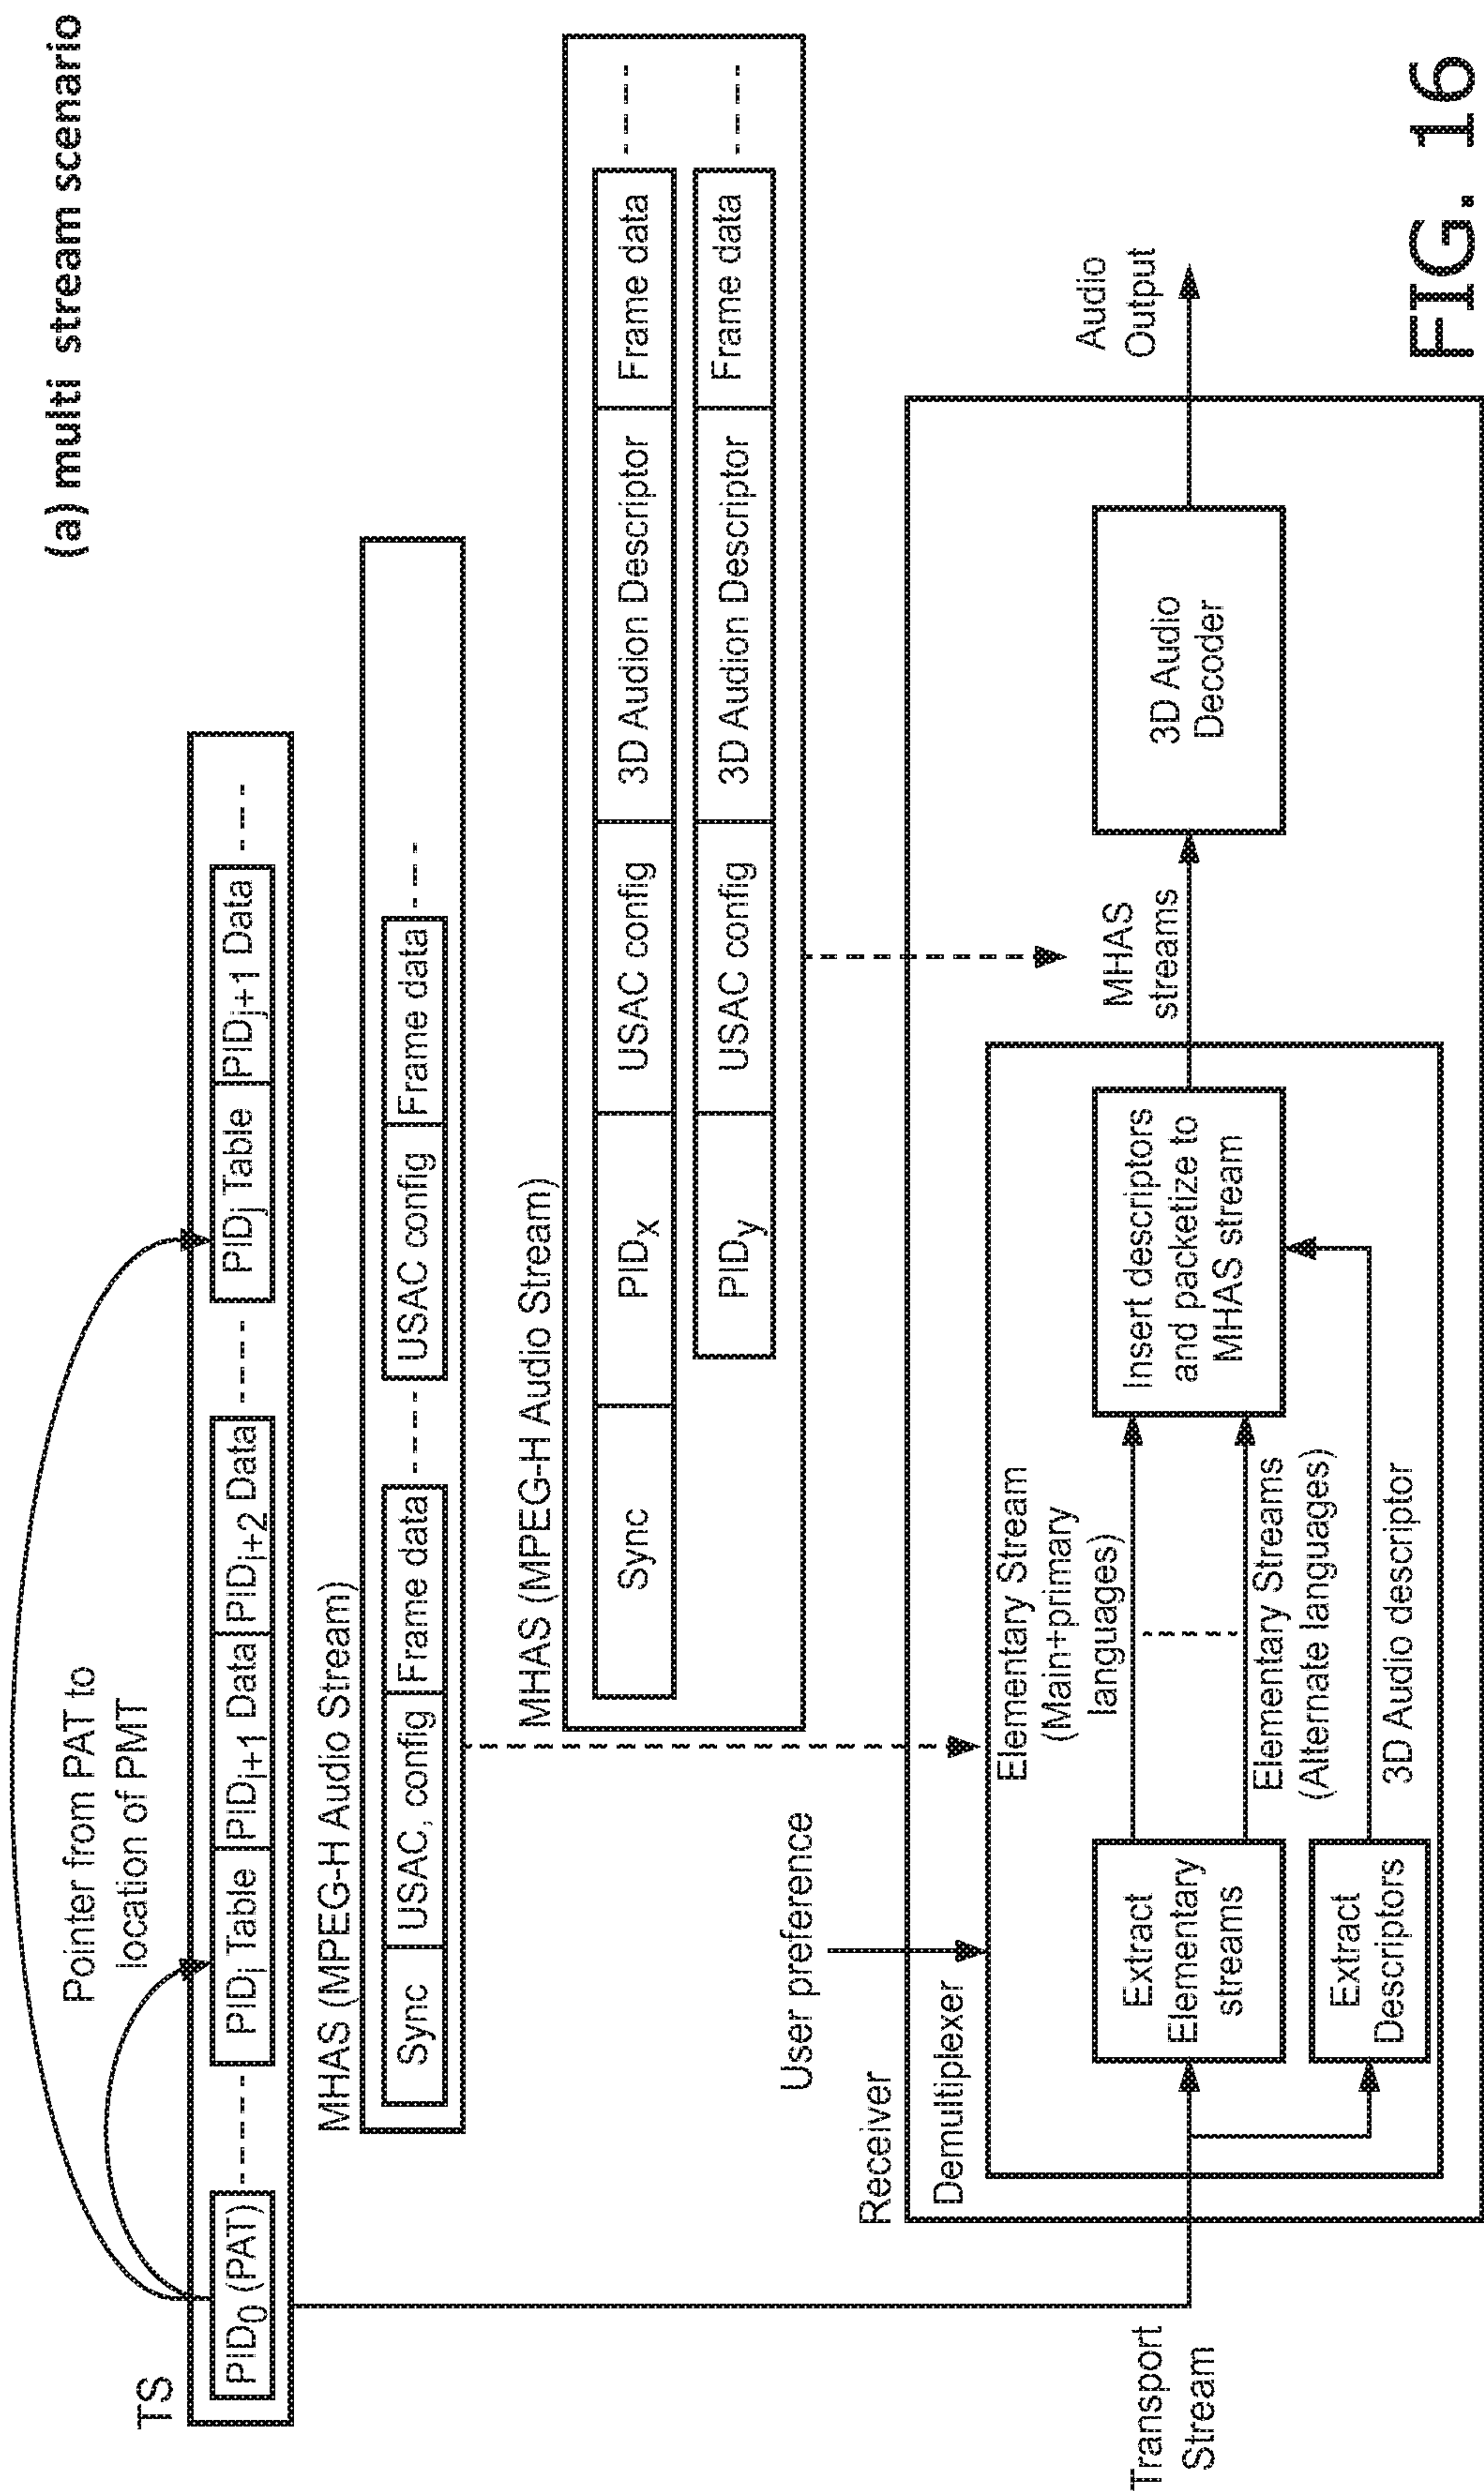 (a) multi stream scenario
Pointer from PAT to
location of PMT
TS
PID0 (PAT) PIDi Table PIDi+1 Data PIDi+2 Data PIDj Table PIDj+1 Data
MHAS (MPEG-H Audio Stream)
Sync USAC, config Frame data USAC config Frame data
MHAS (MPEG-H Audio Stream)
Sync PIDx USAC config 3D Audion Descriptor Frame data
PIDy USAC config 3D Audion Descriptor Frame data
User preference
Receiver
Demultiplexer
Transport
Stream
Extract
Elementary
streams
Extract
Descriptors
Elementary Stream
(Main+primary
languages)
Elementary Streams
(Alternate languages)
3D Audio descriptor
Insert descriptors
and packetize to
MHAS stream
MHAS
streams
3D Audio
Decoder
Audio
Output
FIG. 16